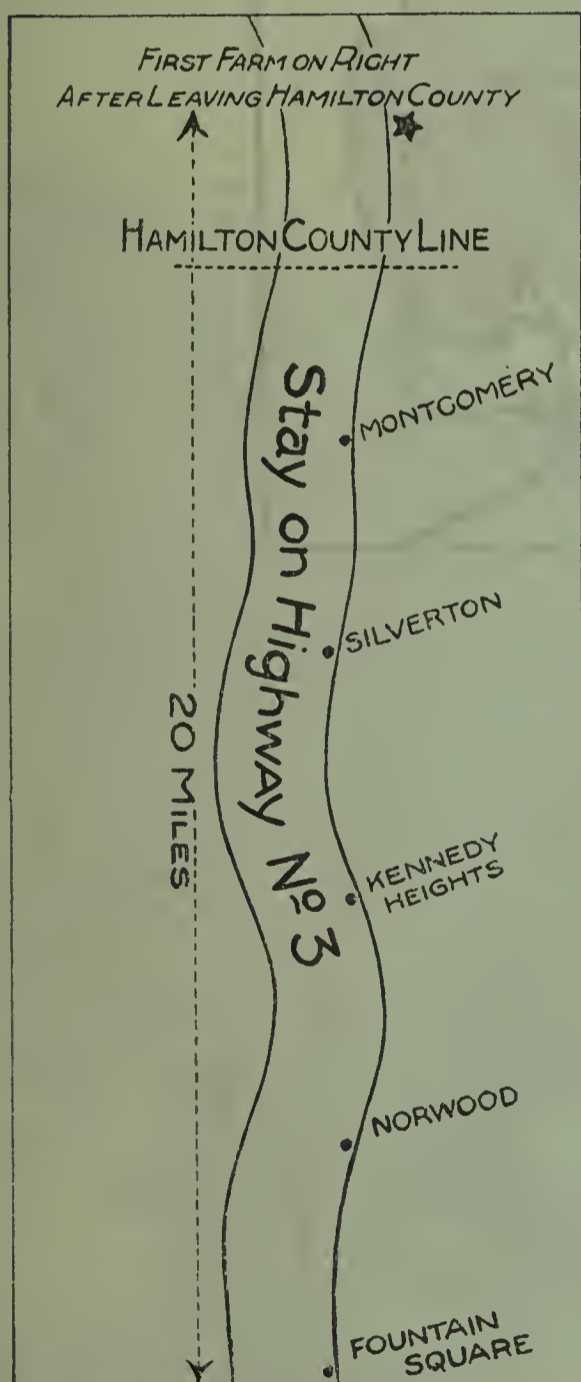 FIRST FARM ON RIGHT
AFTER LEAVING HAMILTON COUNTY
HAMILTON COUNTY LINE
MONTGOMERY
Stay on Highway No 3
SILVERTON
20 MILES
KENNEDY
HEIGHTS
NORWOOD
FOUNTAIN
SQUARE